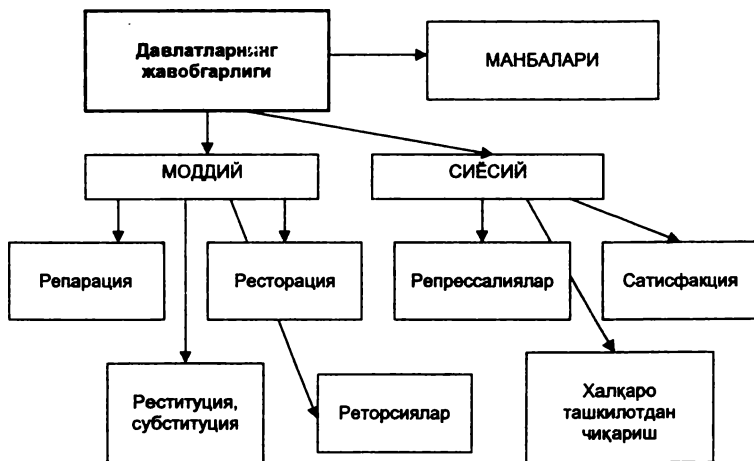 Давлатларнинг
жавобгарлиги
МАНБАЛАРИ
МОДДИЙ
СИЁСИЙ
Репарация
Ресторация
Репрессалиялар
Сатисфакция
Реституция,
субституция
Реторсиялар
Халқаро
ташкилотдан
чиқариш